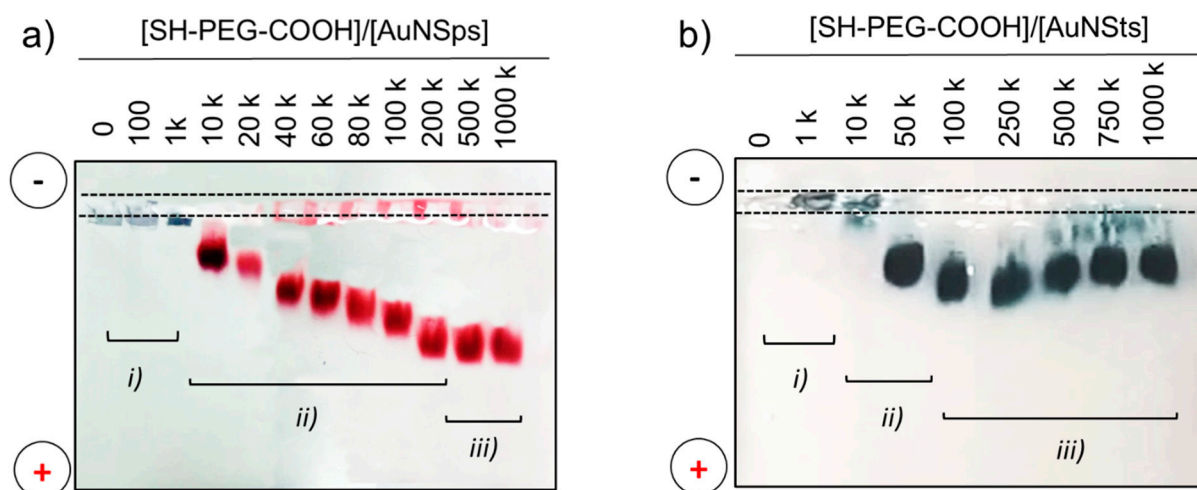 a)
[SH-PEG-COOH]/[AuNSps]
0 100 1k 10 k 20 k 40 k 60 k 80 k 100 k 200 k 500 k 1000 k
-
i)
ii)
iii)
+
b)
[SH-PEG-COOH]/[AuNSts]
0 1 k 10 k 50 k 100 k 250 k 500 k 750 k 1000 k
-
i)
ii)
iii)
+